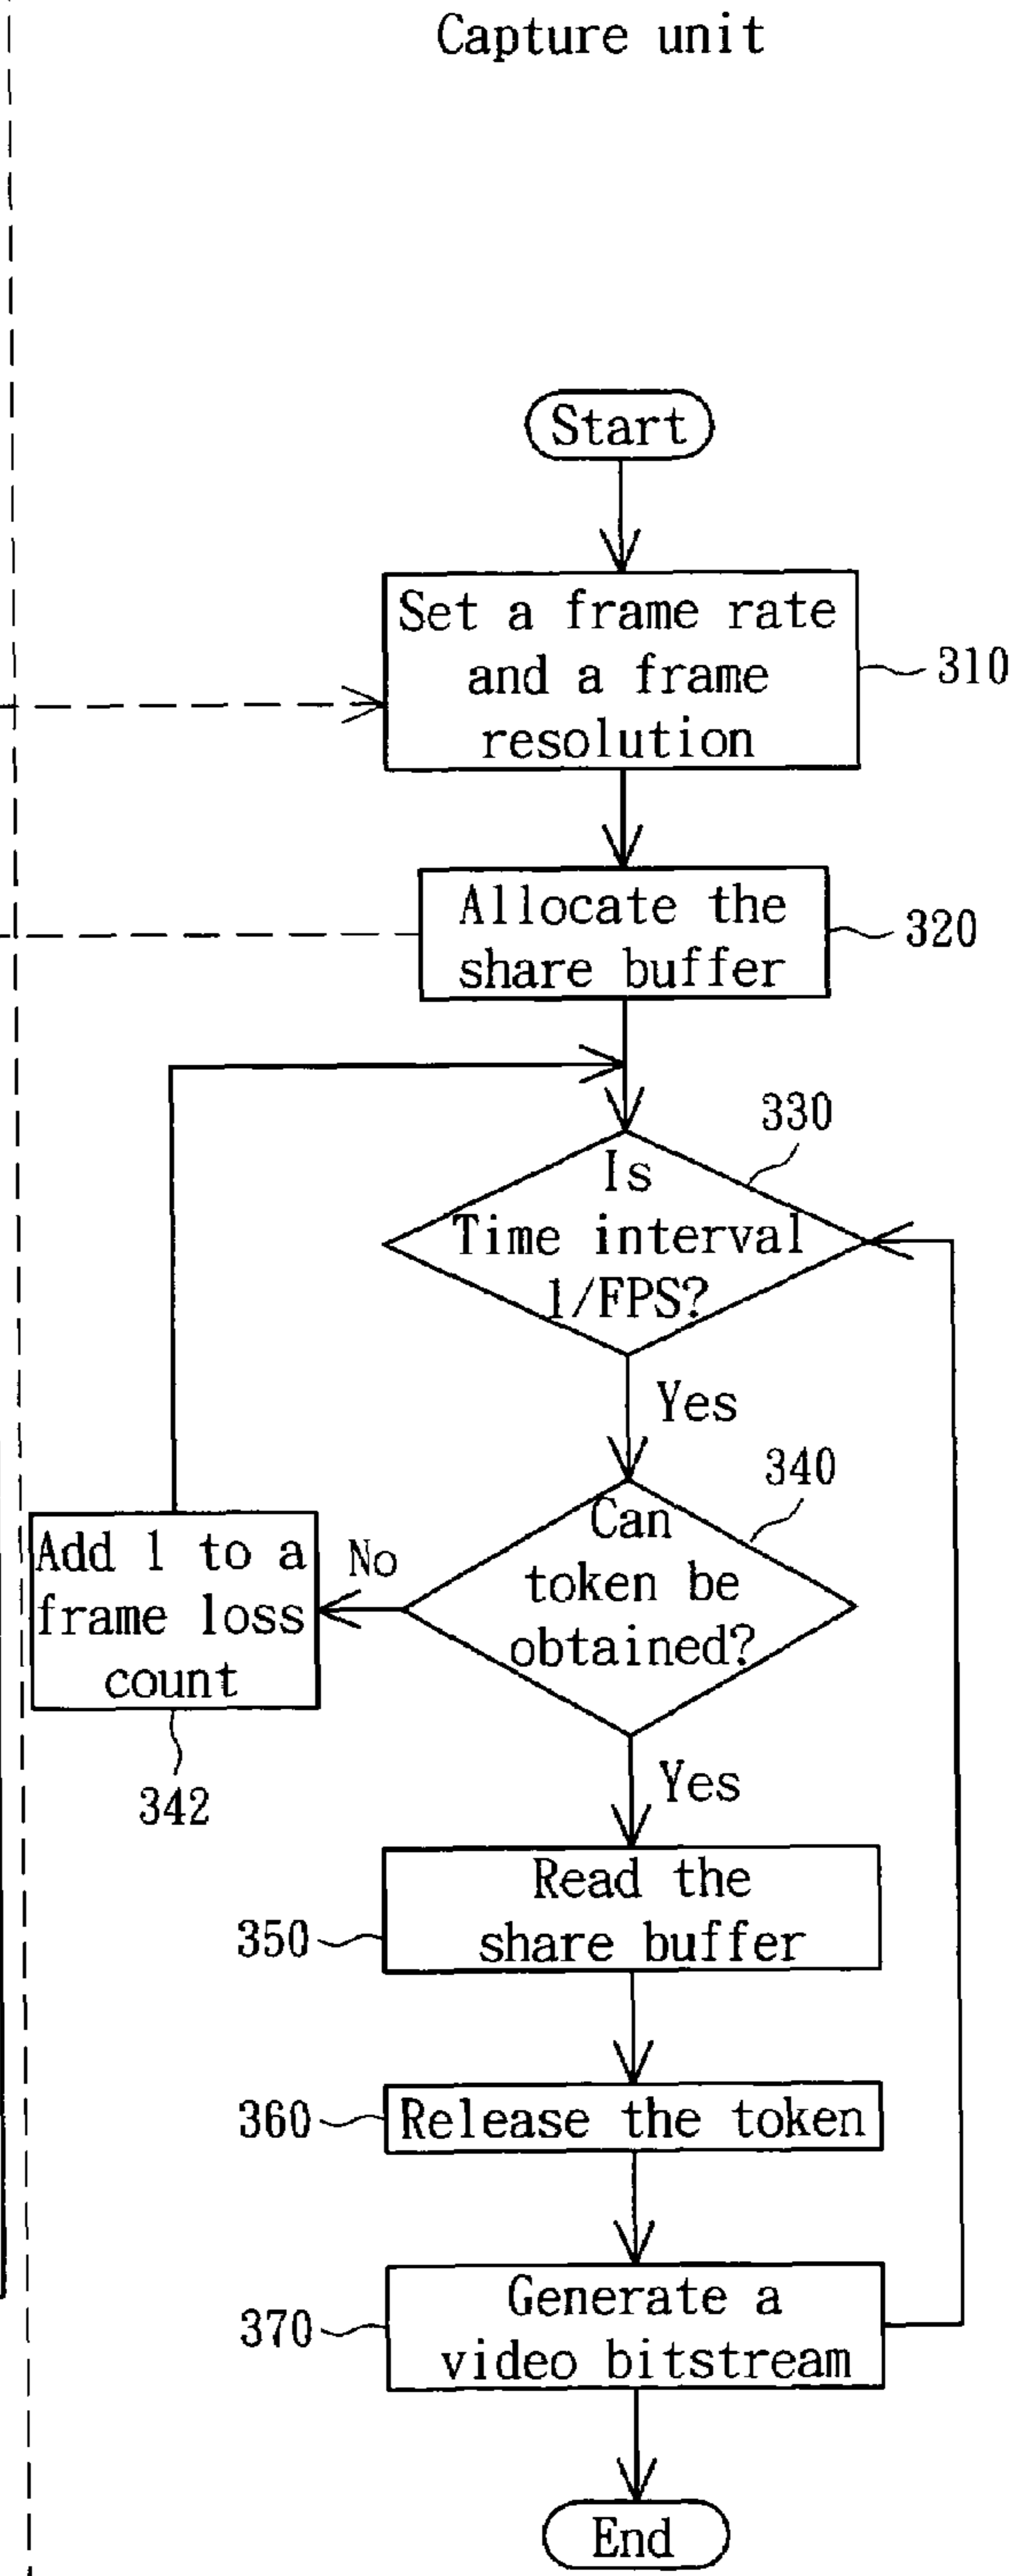 Capture unit
Start
Set a frame rate
and a frame
resolution
310
Allocate the
share buffer
320
330
Is
Time interval
1/FPS?
Yes
340
Can
token be
obtained?
No
Add 1 to a
frame loss
count
342
Yes
Read the
share buffer
350
360
Release the token
Generate a
video bitstream
370
End